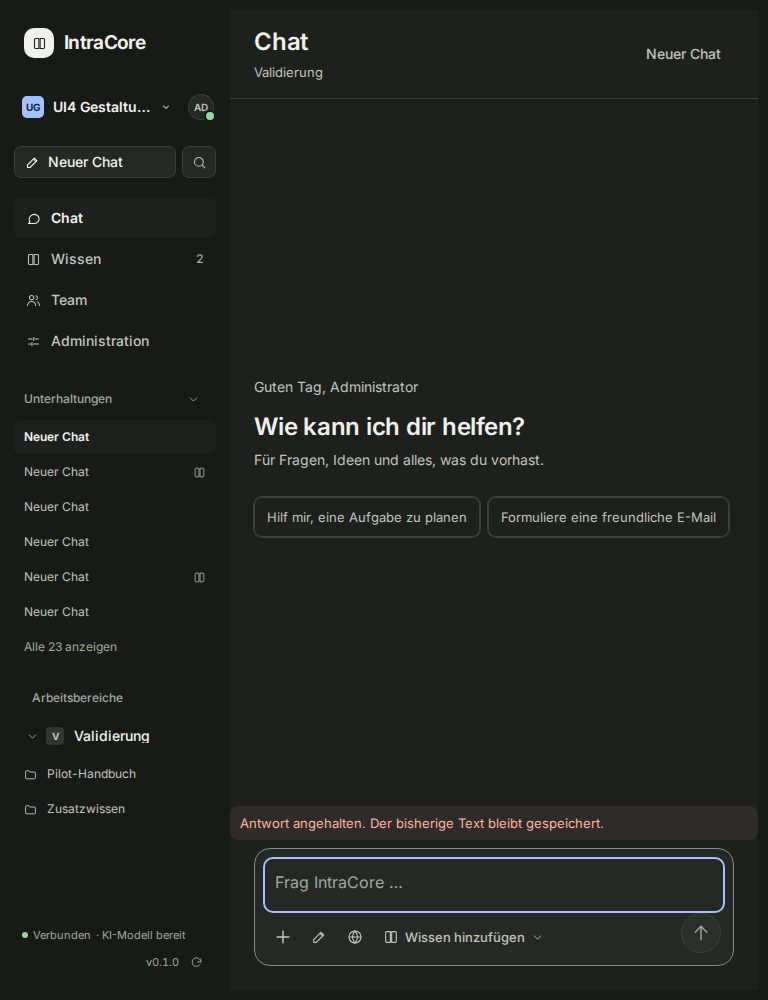 IntraCore
UG UI4 Gestaltu... AD
Neuer Chat
Chat
Wissen 2
Team
Administration
Unterhaltungen
Neuer Chat
Neuer Chat
Neuer Chat
Neuer Chat
Neuer Chat
Neuer Chat
Alle 23 anzeigen
Arbeitsbereiche
V Validierung
Pilot-Handbuch
Zusatzwissen
Verbunden · KI-Modell bereit
v0.1.0
Chat
Validierung
Neuer Chat
Guten Tag, Administrator
Wie kann ich dir helfen?
Für Fragen, Ideen und alles, was du vorhast.
Hilf mir, eine Aufgabe zu planen
Formuliere eine freundliche E-Mail
Antwort angehalten. Der bisherige Text bleibt gespeichert.
Frag IntraCore ...
Wissen hinzufügen